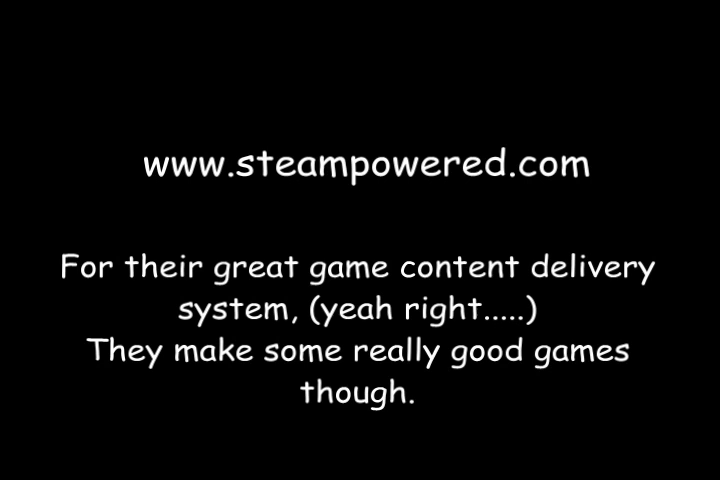 www.steampowered.com
For their great game content delivery
system, (yeah right.....)
They make some really good games
though.